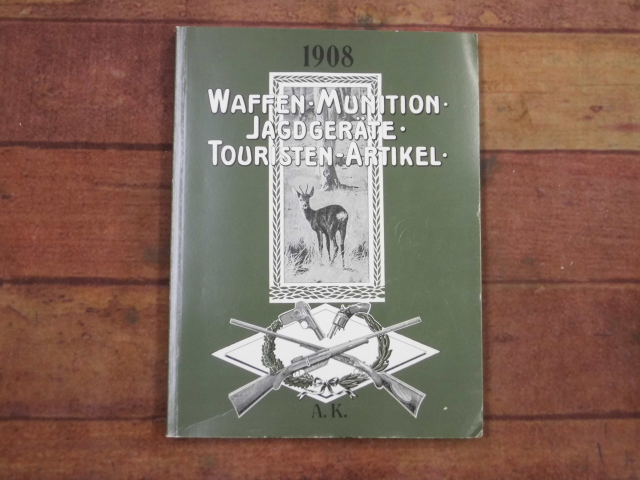 1908
WAFFEN·MUNITION·
JAGDGERÄTE·
TOURISTEN-ARTIKEL·
A.K.